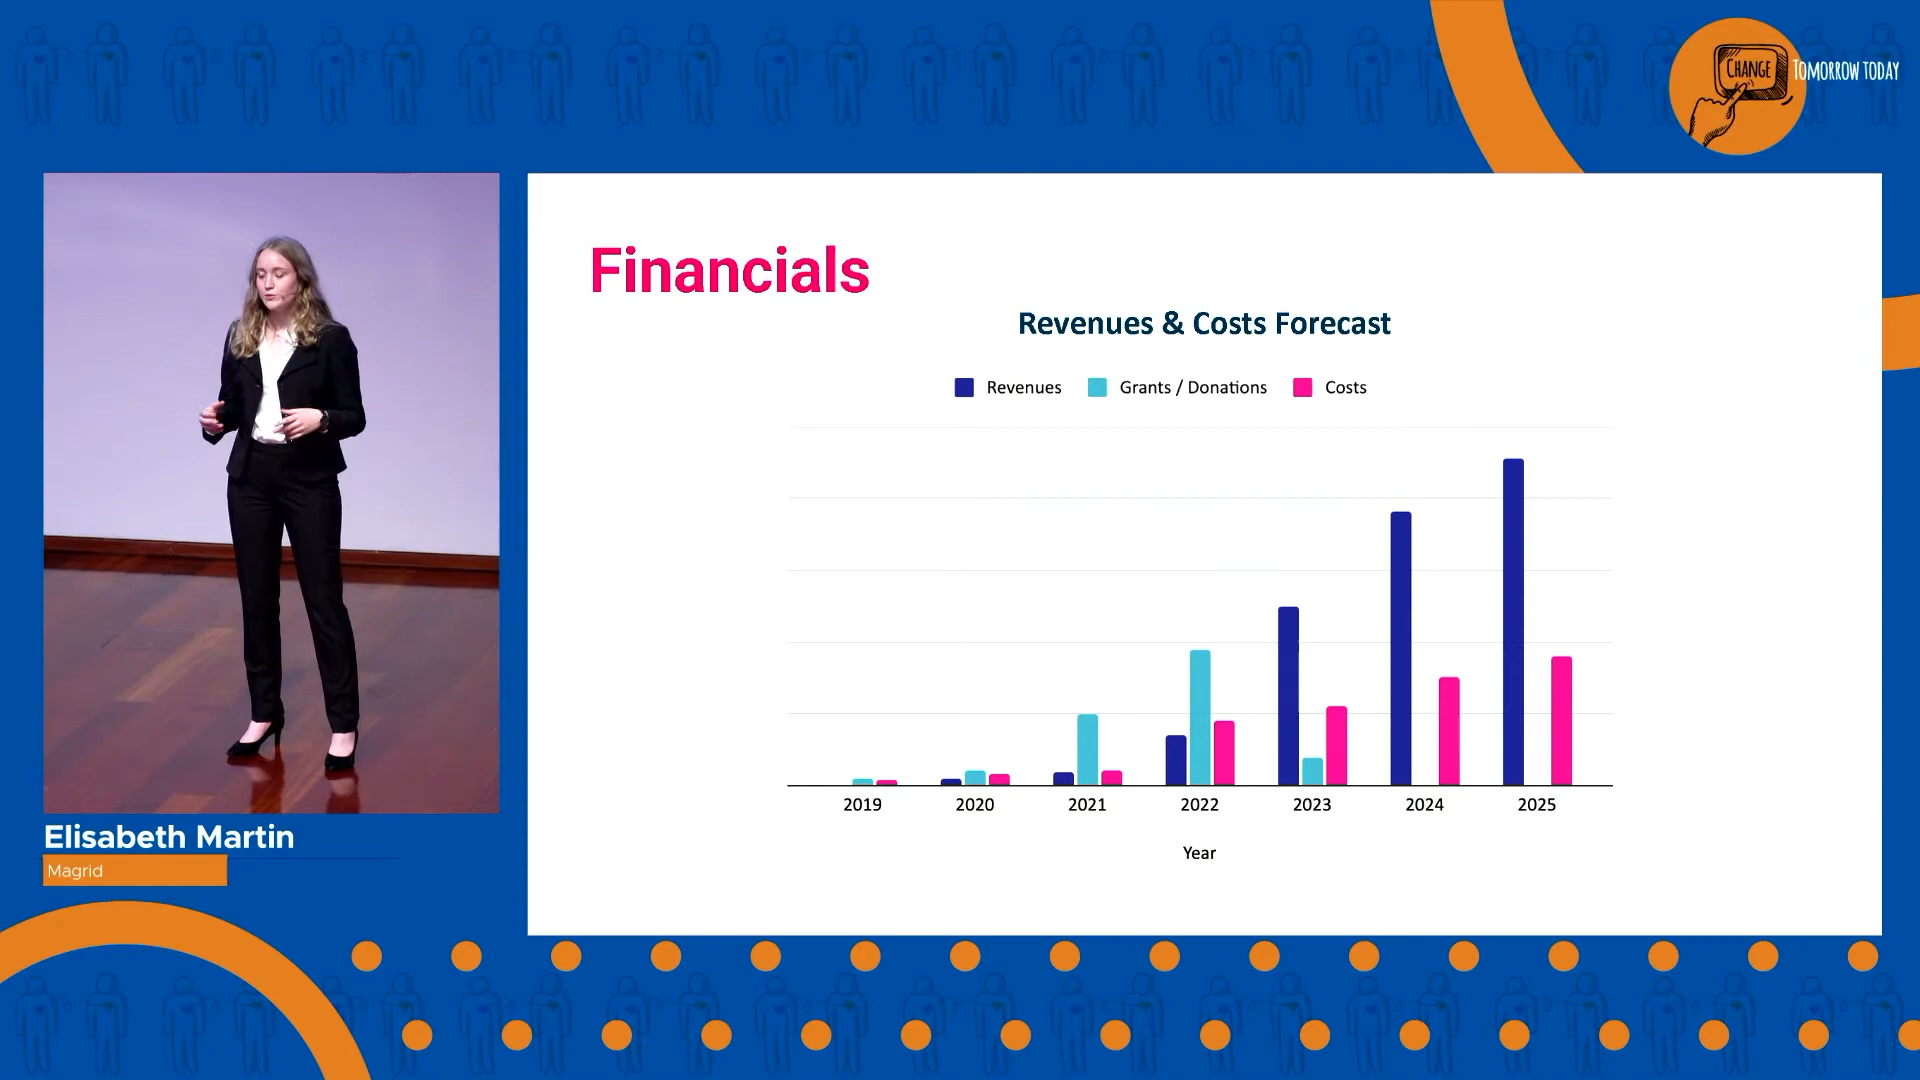 CHANGE TOMORROW TODAY
Financials
Revenues & Costs Forecast
Revenues Grants / Donations Costs
2019 2020 2021 2022 2023 2024 2025
Year
Elisabeth Martin
Magrid